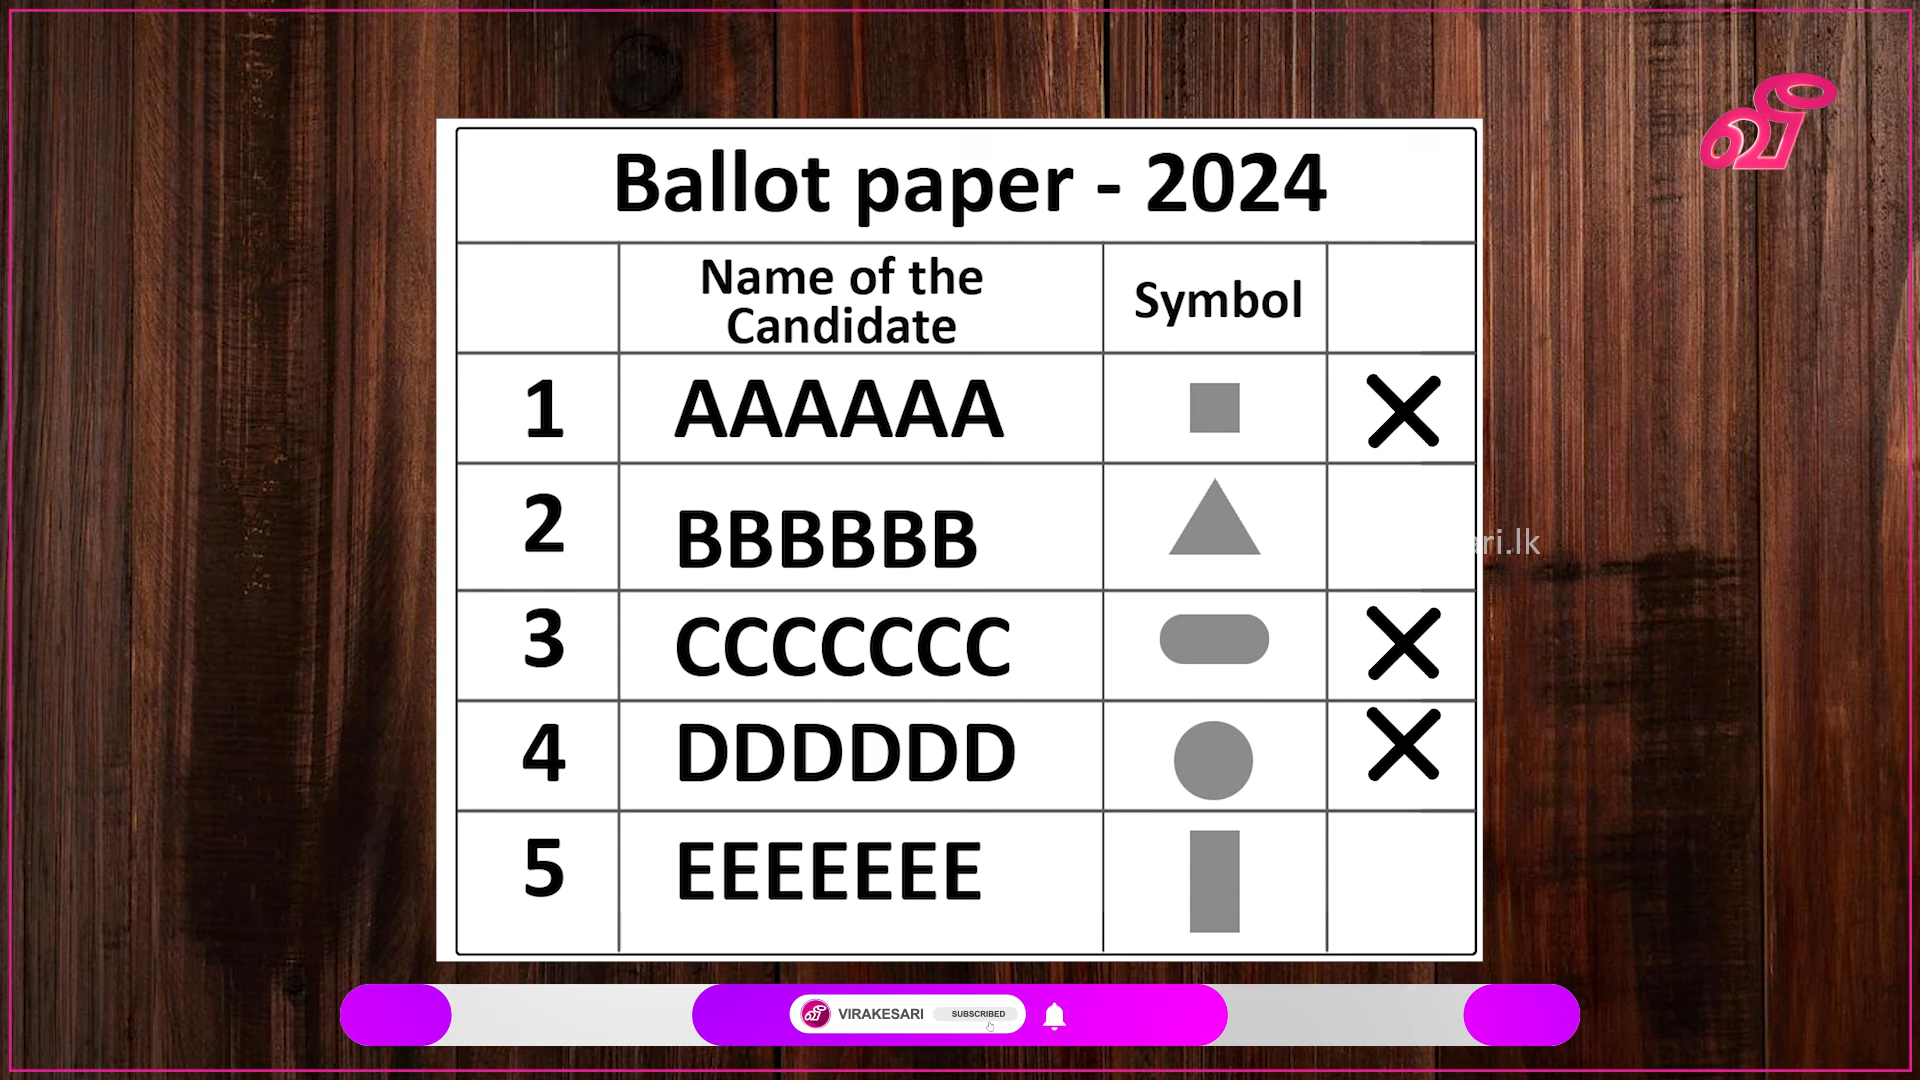 வீ
Ballot paper - 2024
Name of the
Candidate
Symbol
1 AAAAAA X
2 BBBBBB
ri.lk
3 CCCCCCC X
4 DDDDDD X
5 EEEEEEE
வீ VIRAKESARI SUBSCRIBED